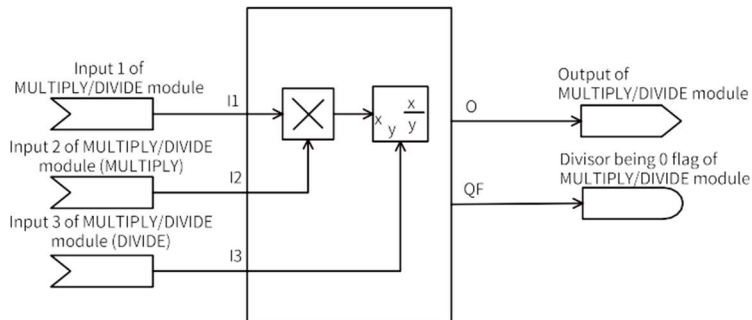 Input 1 of
MULTIPLY/DIVIDE module
I1
Input 2 of MULTIPLY/DIVIDE
module (MULTIPLY)
I2
Input 3 of MULTIPLY/DIVIDE
module (DIVIDE)
I3
x
y
x
y
O
Output of
MULTIPLY/DIVIDE module
QF
Divisor being 0 flag of
MULTIPLY/DIVIDE module